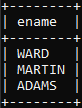 +--------+
| ename  |
+--------+
| WARD   |
| MARTIN |
| ADAMS  |
+--------+